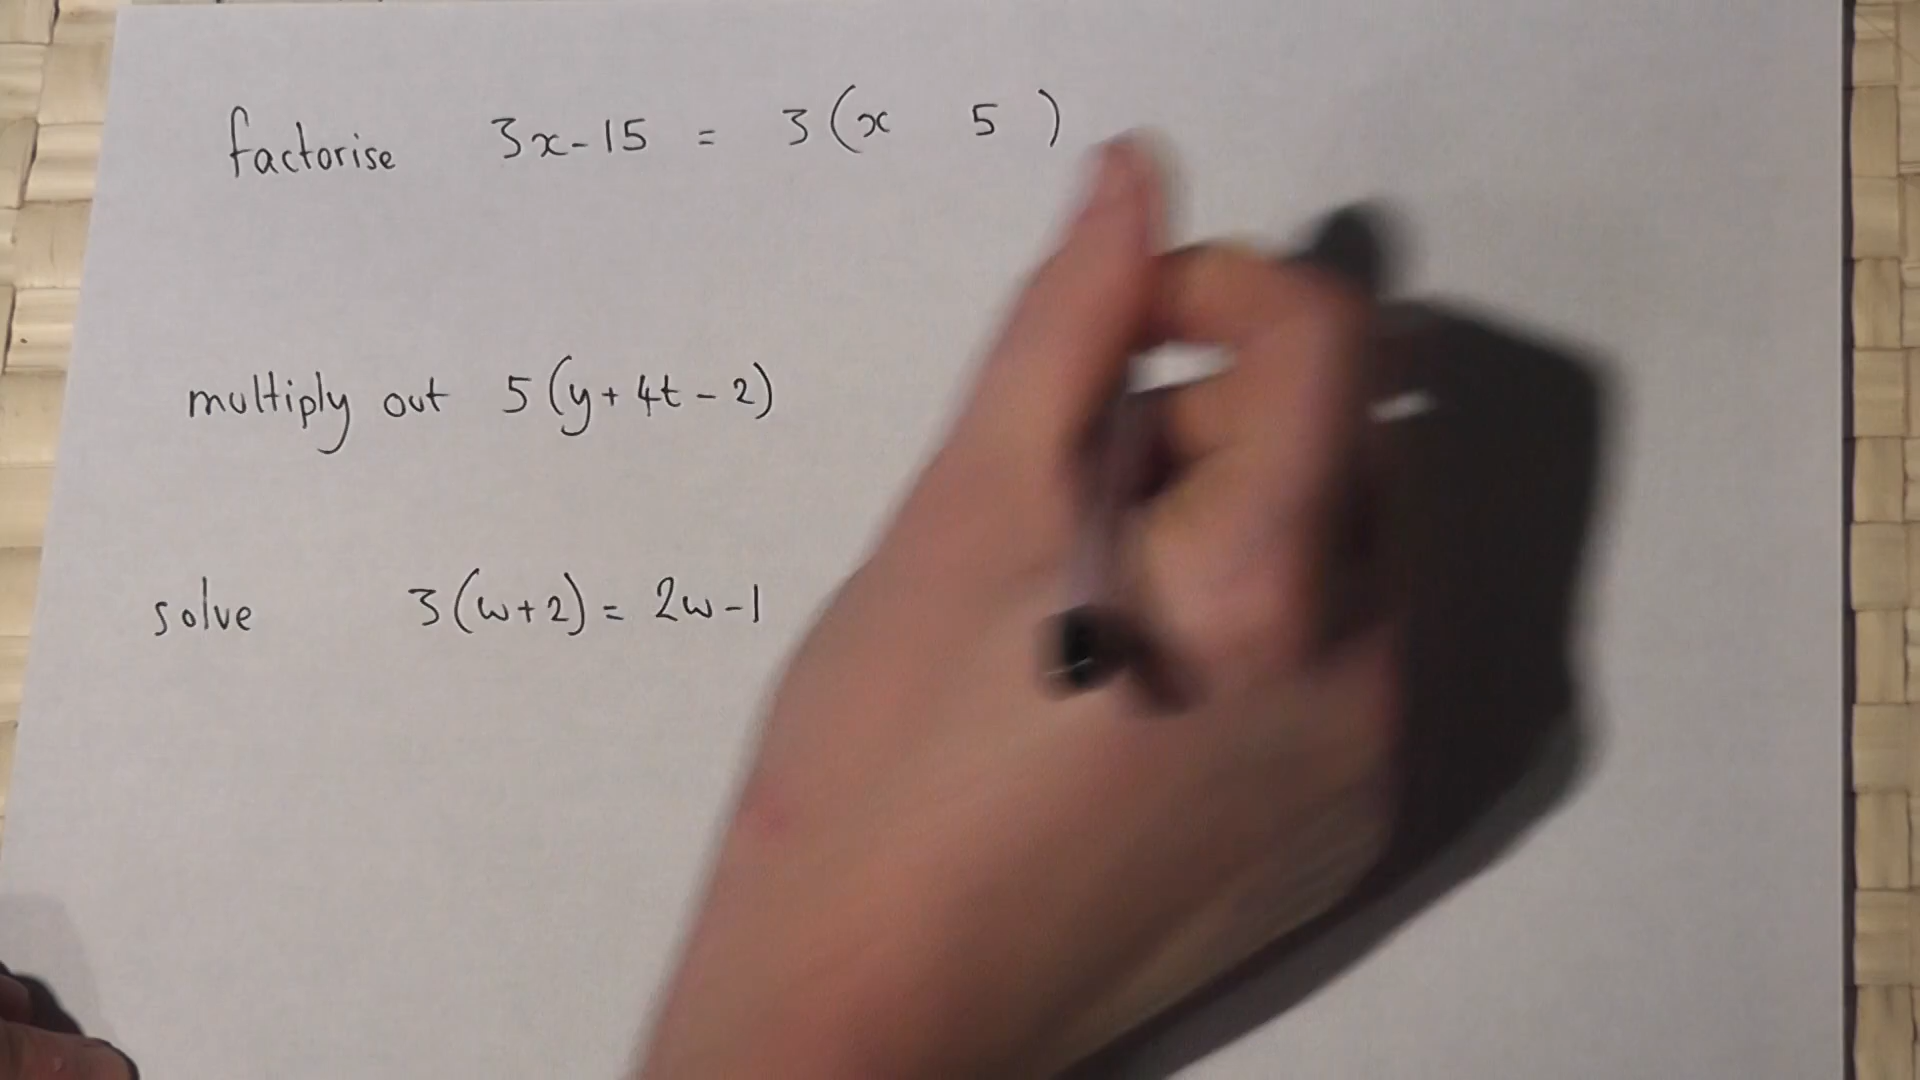 factorise 3x-15 = 3(x 5)
multiply out 5(y+4t-2)
solve 3(w+2) = 2w-1